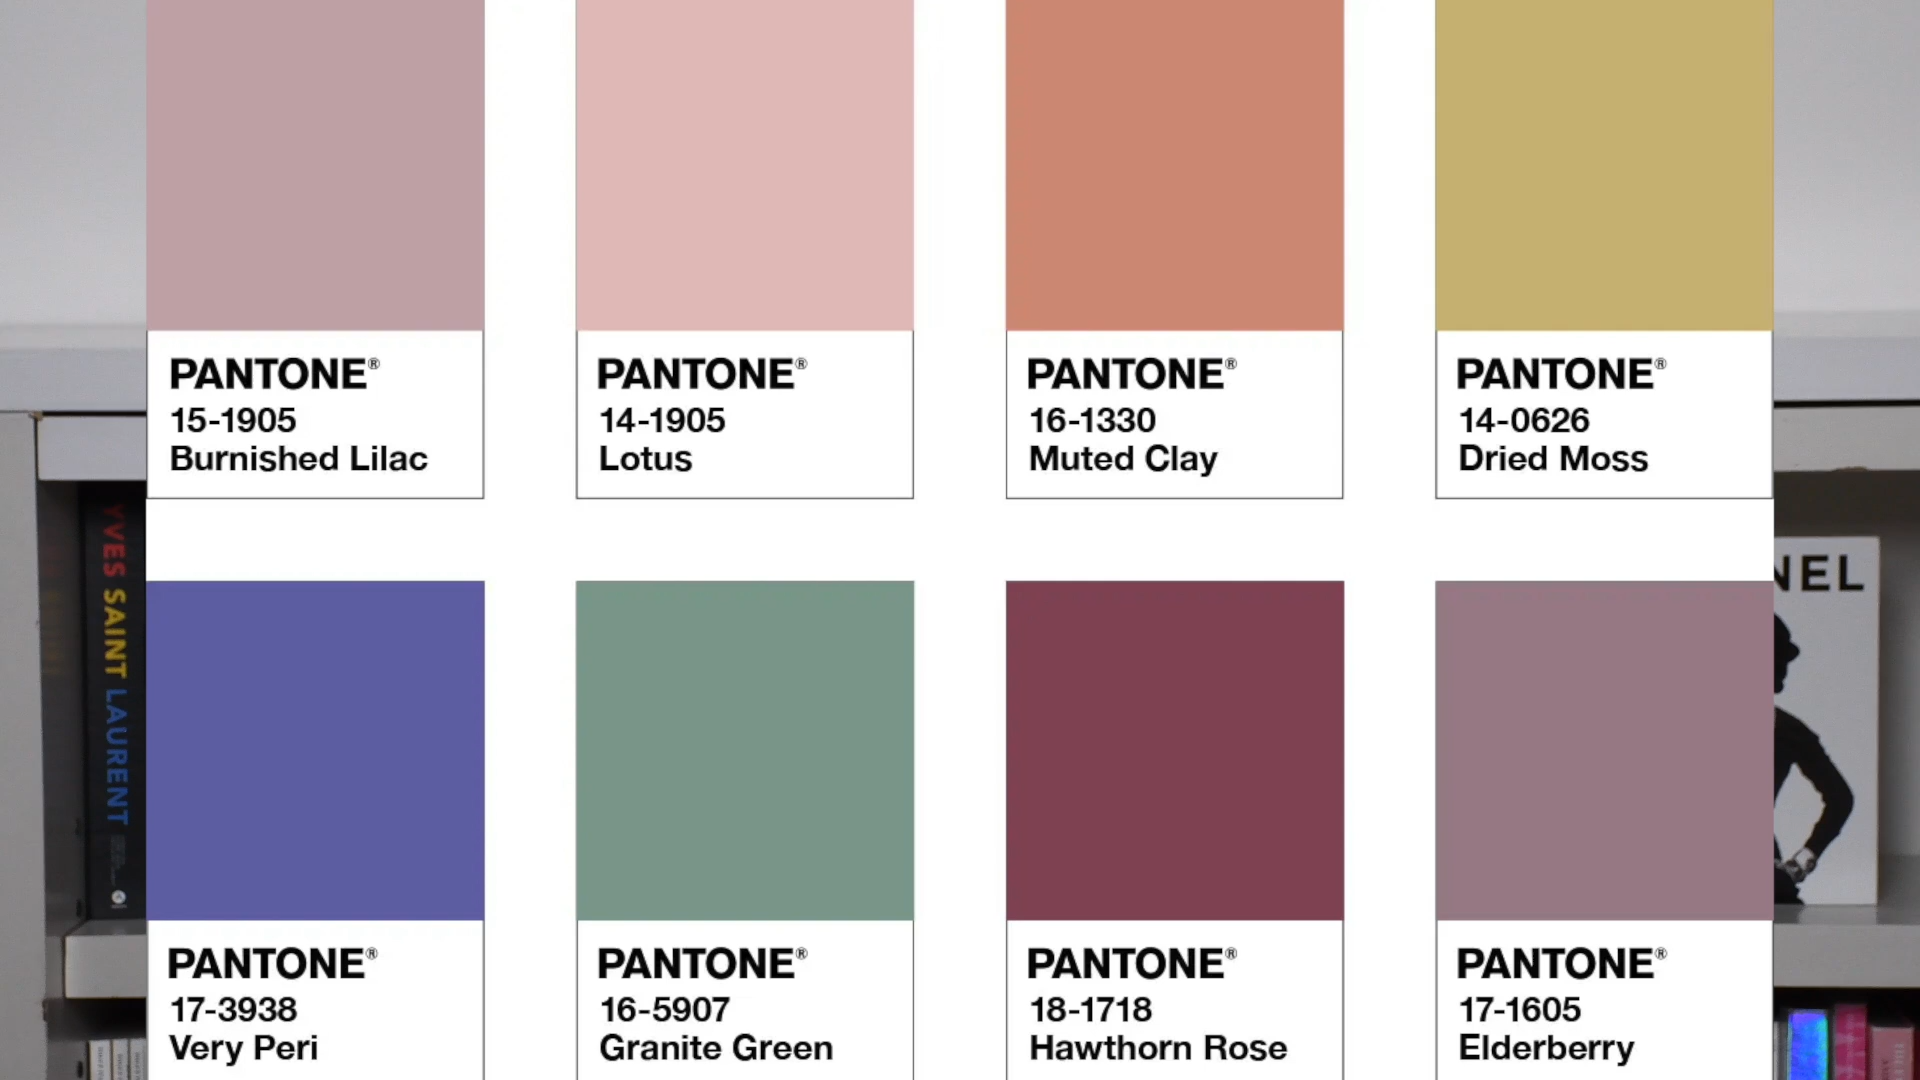 PANTONE®
15-1905
Burnished Lilac
PANTONE®
14-1905
Lotus
PANTONE®
16-1330
Muted Clay
PANTONE®
14-0626
Dried Moss
YVES SAINT LAURENT
NEL
PANTONE®
17-3938
Very Peri
PANTONE®
16-5907
Granite Green
PANTONE®
18-1718
Hawthorn Rose
PANTONE®
17-1605
Elderberry